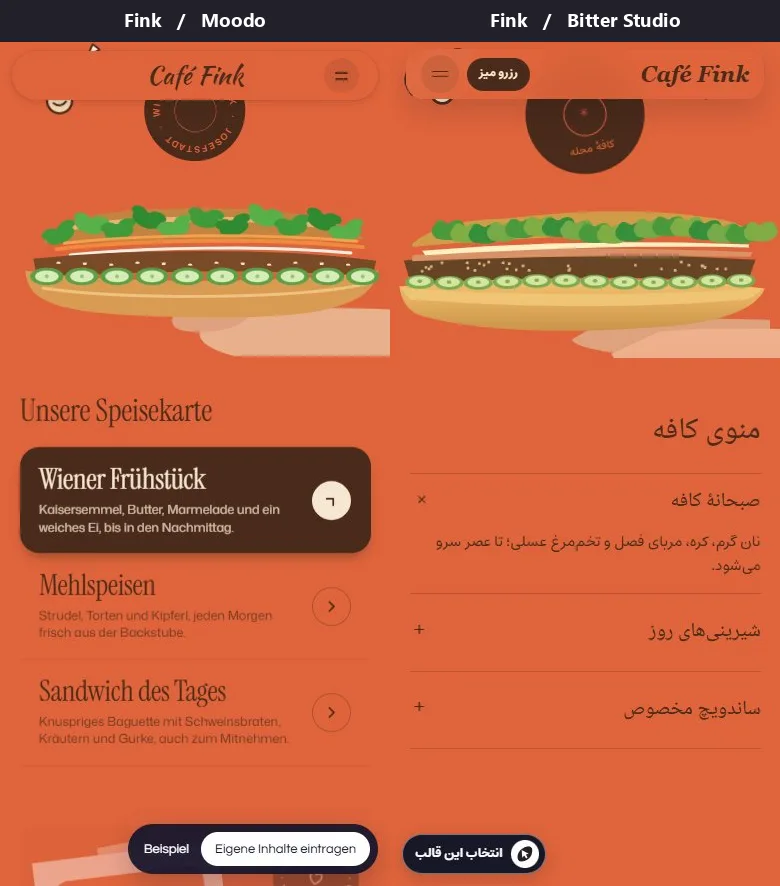 Fink / Moodo
Café Fink
JOSEFSTADT
Unsere Speisekarte
Wiener Frühstück
Kaisersemmel, Butter, Marmelade und ein
weiches Ei, bis in den Nachmittag.
Mehlspeisen
Strudel, Torten und Kipferl, jeden Morgen
frisch aus der Backstube.
Sandwich des Tages
Knuspriges Baguette mit Schweinsbraten,
Kräutern und Gurke, auch zum Mitnehmen.
Beispiel
Eigene Inhalte eintragen
Fink / Bitter Studio
Café Fink
رزرو میز
کافهٔ مجله
منوی کافه
صبحانهٔ کافه
نان گرم، کره، مربای فصل و تخم‌مرغ عسلی؛ تا عصر سرو
می‌شود.
شیرینی‌های روز
ساندویچ مخصوص
انتخاب این قالب